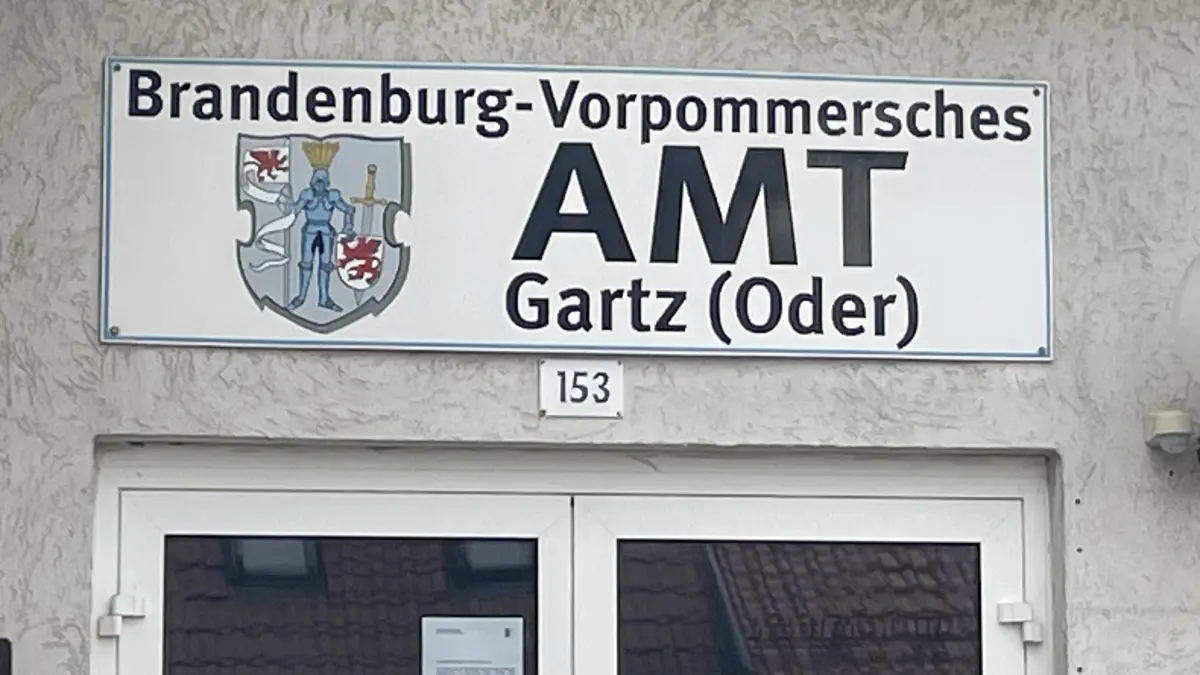 Brandenburg-Vorpommersches
AMT
Gartz (Oder)
153